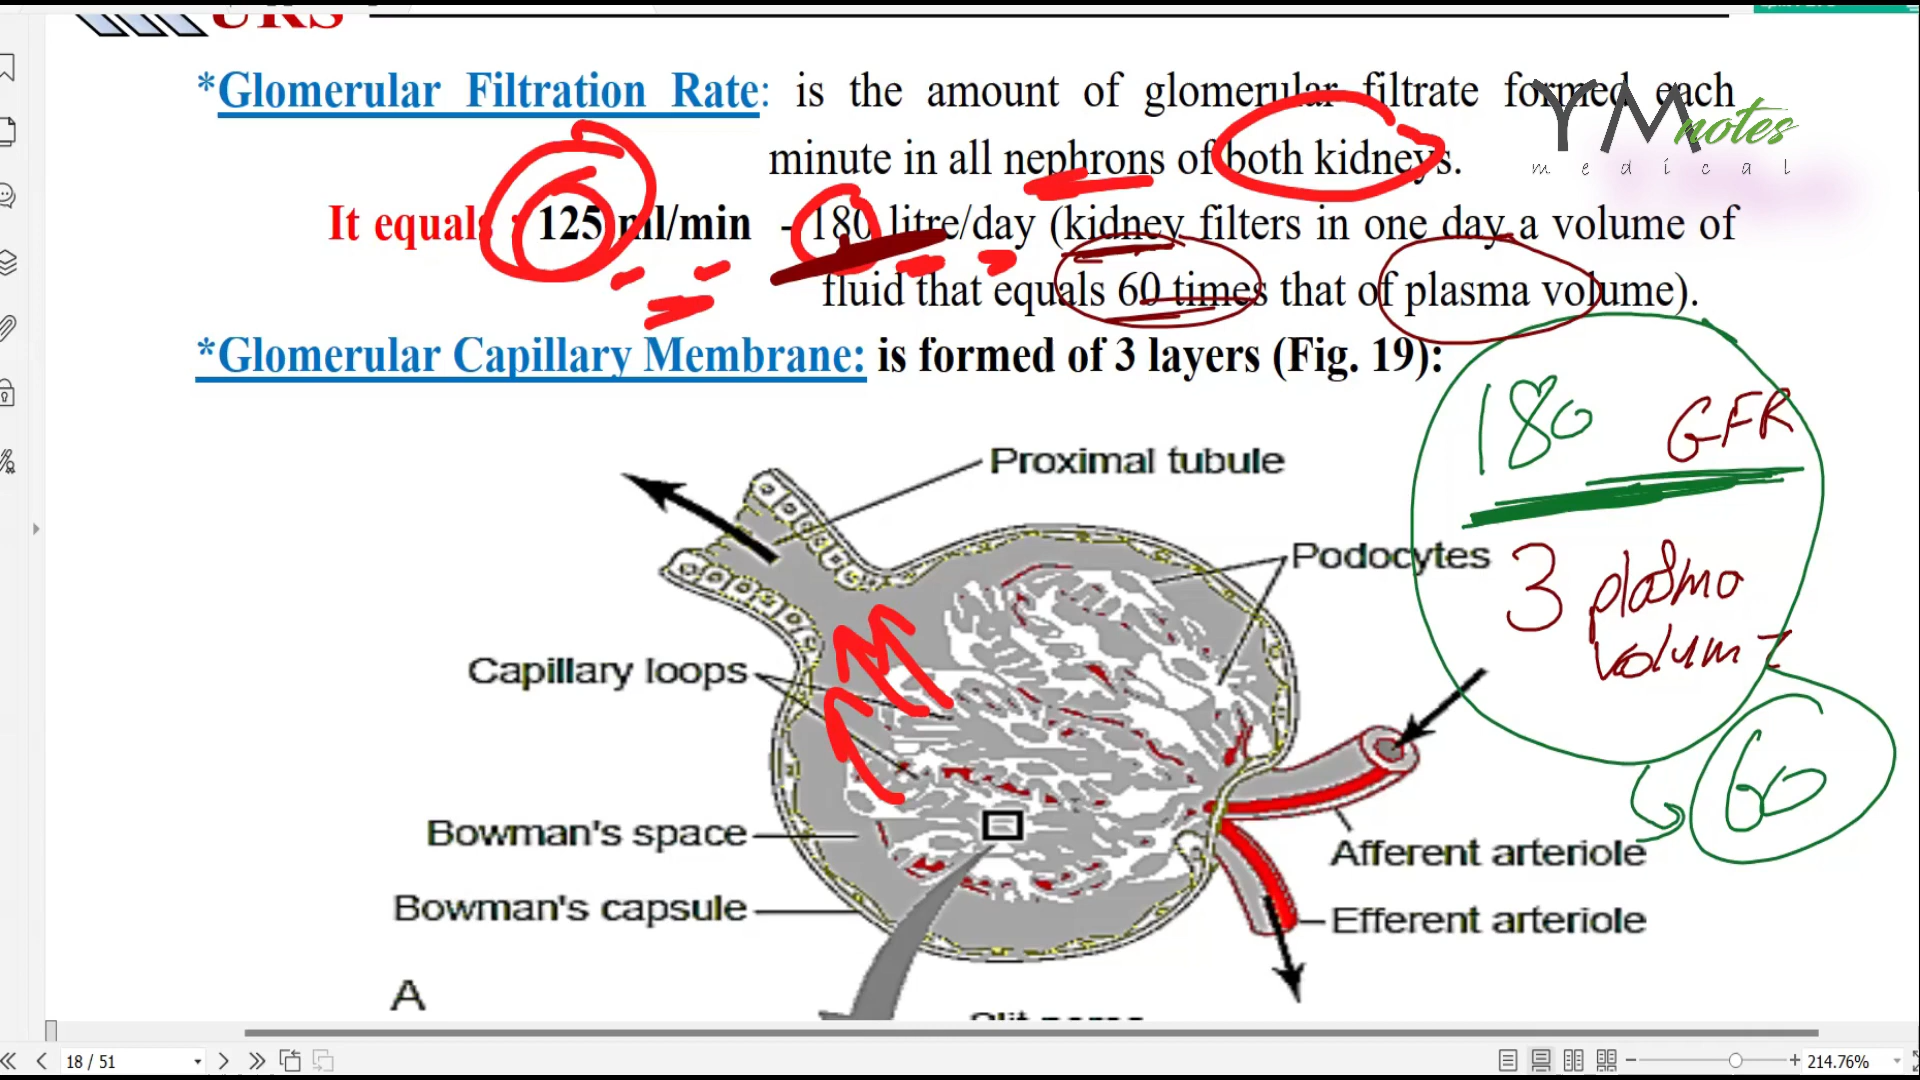 URS
*Glomerular Filtration Rate: is the amount of glomerular filtrate formed each
minute in all nephrons of both kidneys.
It equals : 125 ml/min - 180 litre/day (kidney filters in one day a volume of
fluid that equals 60 times that of plasma volume).
*Glomerular Capillary Membrane: is formed of 3 layers (Fig. 19):
YM notes
medical
180 GFR
3 plasma
volum
60
Proximal tubule
Podocytes
Capillary loops
Bowman's space
Afferent arteriole
Bowman's capsule
Efferent arteriole
A
18 / 51
214.76%